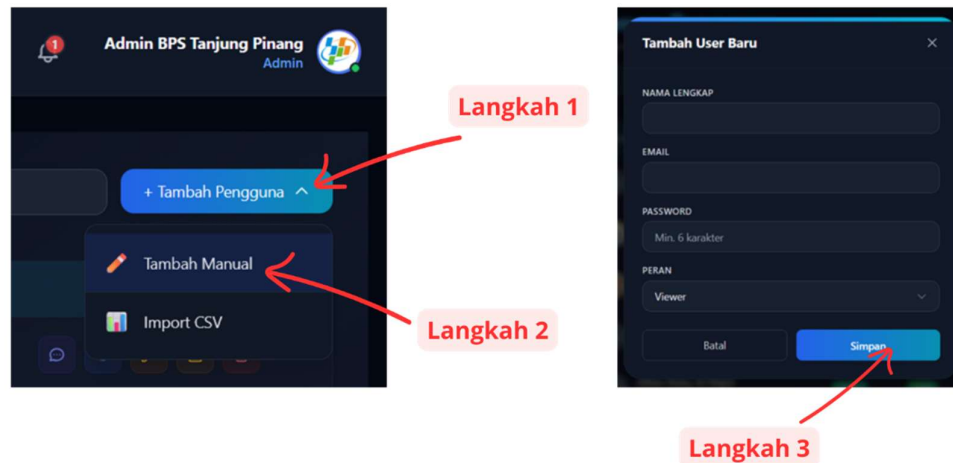 1
Admin BPS Tanjung Pinang
Admin
Langkah 1
+ Tambah Pengguna
Tambah Manual
Import CSV
Langkah 2
Tambah User Baru
NAMA LENGKAP
EMAIL
PASSWORD
Min. 6 karakter
PERAN
Viewer
Batal
Simpan
Langkah 3